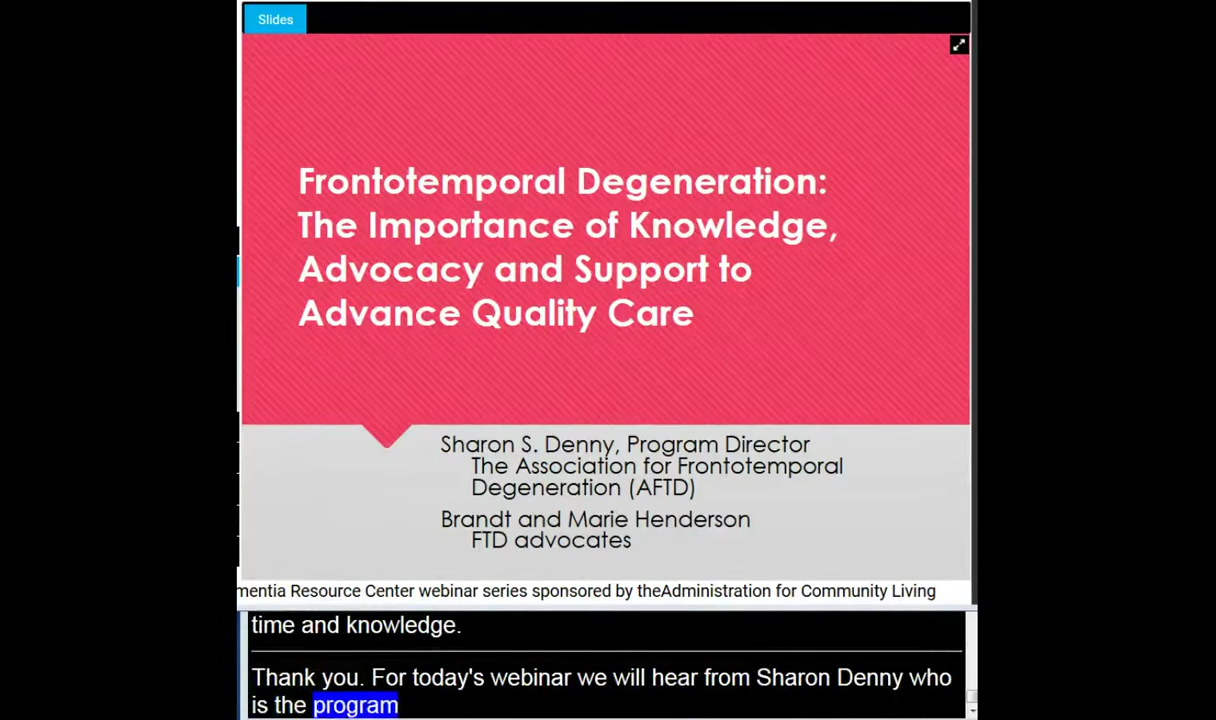 Slides
Frontotemporal Degeneration:
The Importance of Knowledge,
Advocacy and Support to
Advance Quality Care
Sharon S. Denny, Program Director
The Association for Frontotemporal
Degeneration (AFTD)
Brandt and Marie Henderson
FTD advocates
mentia Resource Center webinar series sponsored by theAdministration for Community Living
time and knowledge.
Thank you. For today's webinar we will hear from Sharon Denny who
is the program